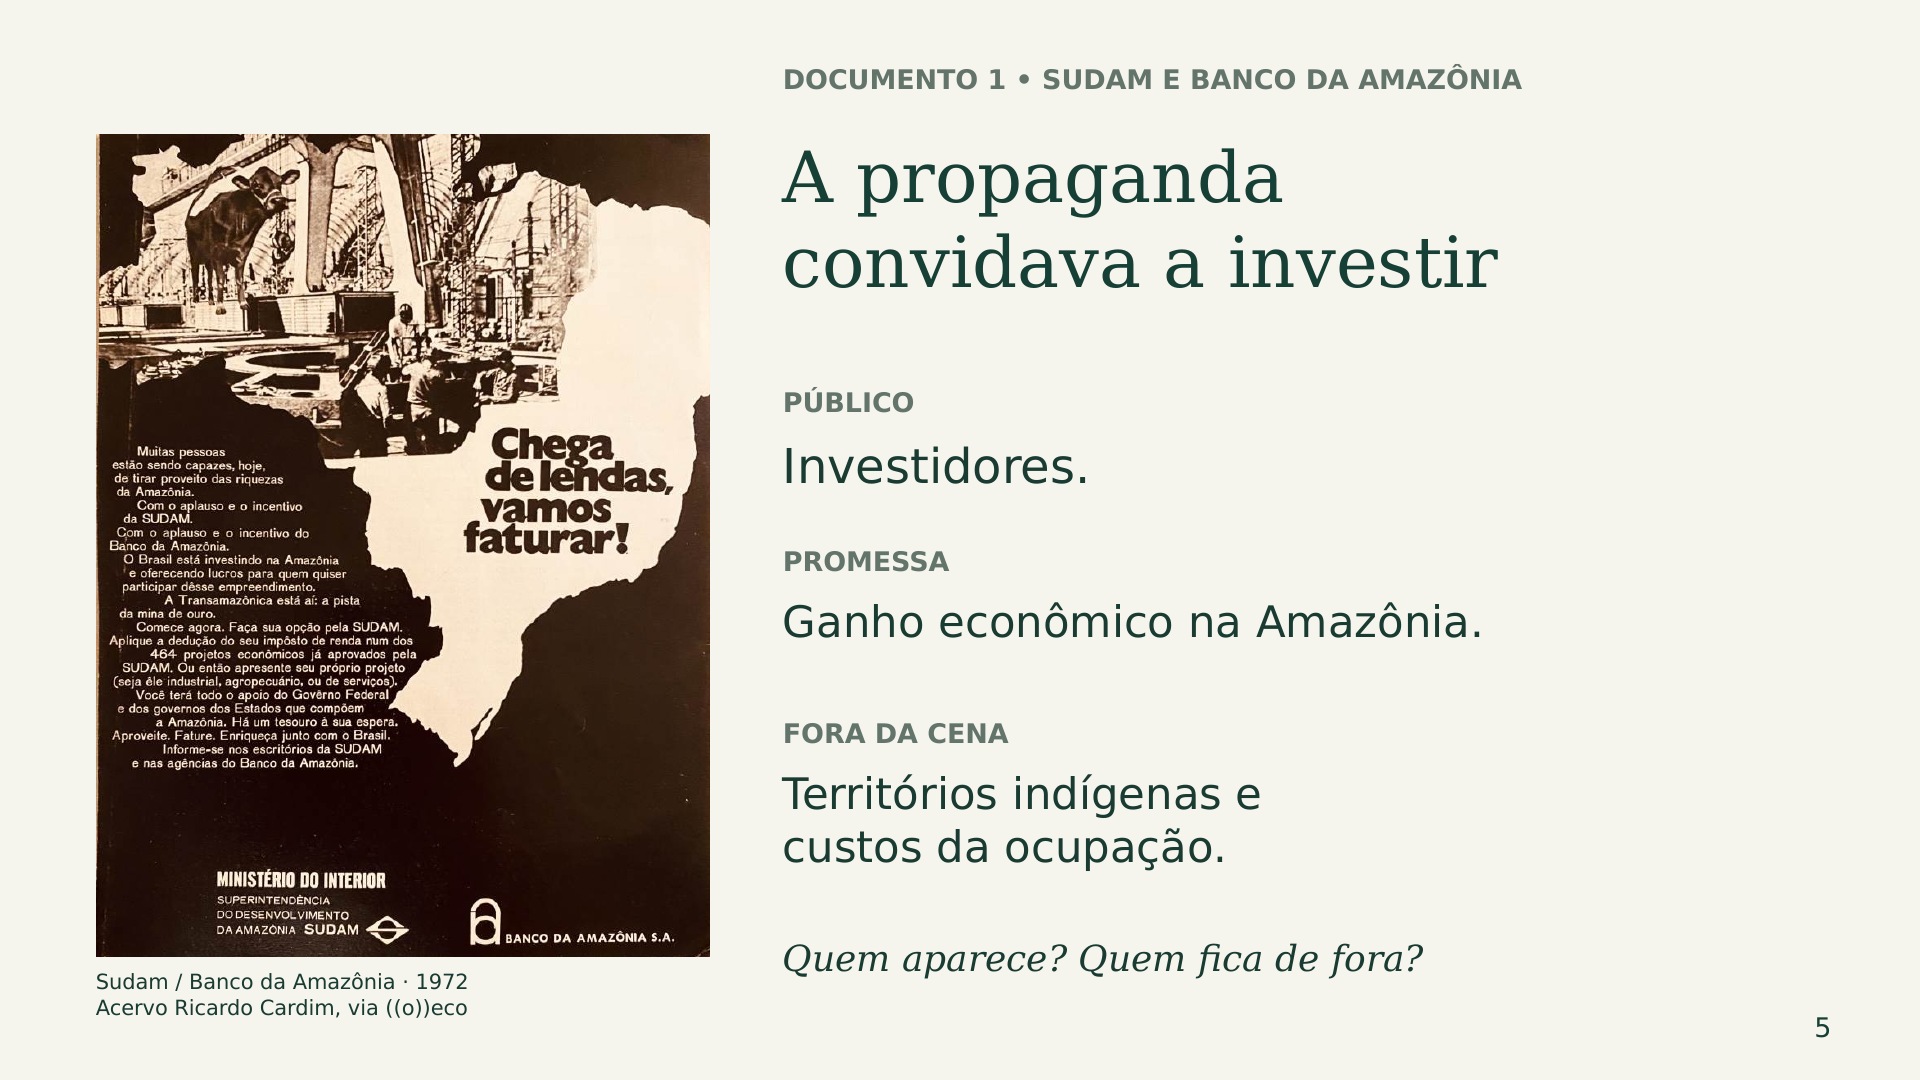 DOCUMENTO 1 • SUDAM E BANCO DA AMAZÔNIA
A propaganda
convidava a investir
PÚBLICO
Investidores.
PROMESSA
Ganho econômico na Amazônia.
FORA DA CENA
Territórios indígenas e
custos da ocupação.
Quem aparece? Quem fica de fora?
Chega
de lendas,
vamos
faturar!
Muitas pessoas
estão sendo capazes, hoje,
de tirar proveito das riquezas
da Amazônia.
Com o aplauso e o incentivo
da SUDAM.
Com o aplauso e o incentivo do
Banco da Amazônia.
O Brasil está investindo na Amazônia
e oferecendo lucros para quem quiser
participar dêsse empreendimento.
A Transamazônica está aí: a pista
da mina de ouro.
Comece agora. Faça sua opção pela SUDAM.
Aplique a dedução do seu impôsto de renda num dos
464 projetos econômicos já aprovados pela
SUDAM. Ou então apresente seu próprio projeto
(seja êle industrial, agropecuário, ou de serviços).
Você terá todo o apoio do Govêrno Federal
e dos governos dos Estados que compõem
a Amazônia. Há um tesouro à sua espera.
Aproveite. Fature. Enriqueça junto com o Brasil.
Informe-se nos escritórios da SUDAM
e nas agências do Banco da Amazônia.
MINISTÉRIO DO INTERIOR
SUPERINTENDÊNCIA
DO DESENVOLVIMENTO
DA AMAZÔNIA SUDAM
BANCO DA AMAZÔNIA S.A.
Sudam / Banco da Amazônia · 1972
Acervo Ricardo Cardim, via ((o))eco
5